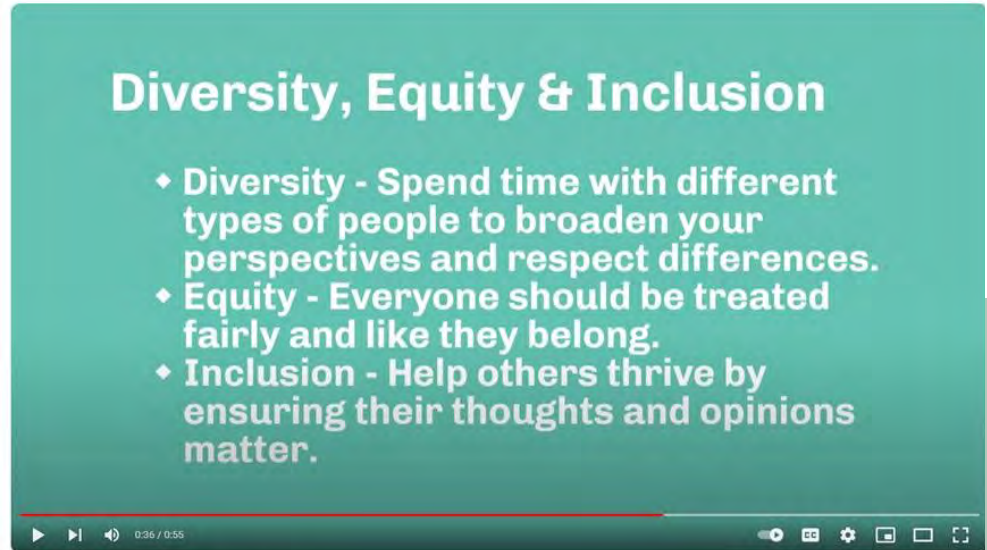 Diversity, Equity & Inclusion
◆ Diversity - Spend time with different
types of people to broaden your
perspectives and respect differences.
◆ Equity - Everyone should be treated
fairly and like they belong.
◆ Inclusion - Help others thrive by
ensuring their thoughts and opinions
matter.
0:36 / 0:55
CC